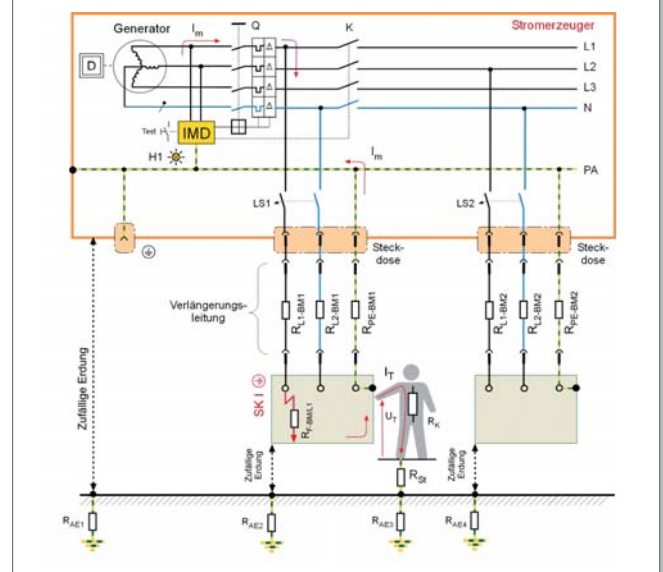 Stromerzeuger
Generator
Im
Q
K
L1
L2
L3
N
D
Test
IMD
H1
Im
PA
LS1
LS2
Steck-
dose
Steck-
dose
Verlängerungs-
leitung
RL1-BM1
RL2-BM1
RPE-BM1
RL1-BM2
RL2-BM2
RPE-BM2
Zufällige Erdung
SK I
RF-BM/L1
IT
UT
RK
Zufällige
Erdung
RSt
Zufällige
Erdung
RAE1
RAE2
RAE3
RAE4